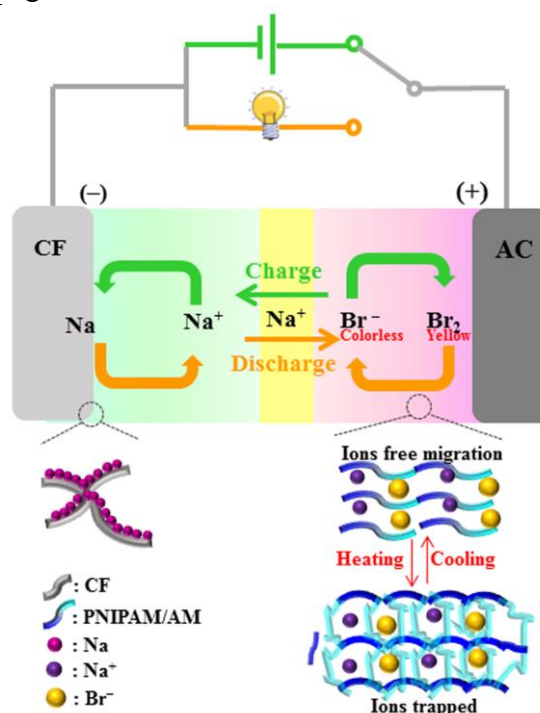 (−)
(+)
CF
AC
Charge
Na
Na⁺
Na⁺
Br⁻
Br₂
Colorless
Yellow
Discharge
Ions free migration
Heating
Cooling
: CF
: PNIPAM/AM
: Na
: Na⁺
: Br⁻
Ions trapped